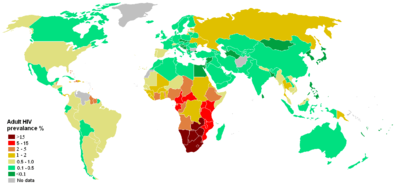 Adult HIV
prevalance %
>15
5 - 15
2 - 5
1 - 2
0.5 - 1.0
0.1 - 0.5
<0.1
No data